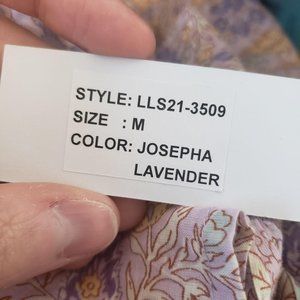 STYLE: LLS21-3509
SIZE : M
COLOR: JOSEPHA
LAVENDER